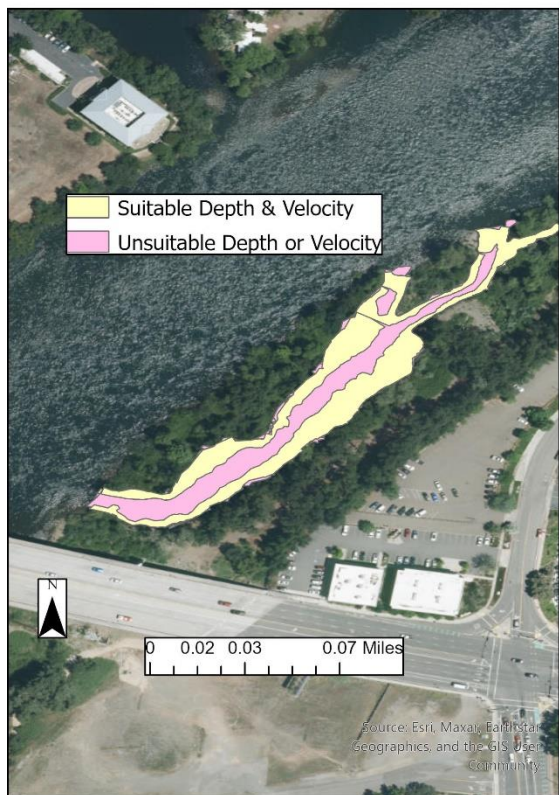 Suitable Depth & Velocity
Unsuitable Depth or Velocity
N
0 0.02 0.03 0.07 Miles
Source: Esri, Maxar, Earthstar
Geographics, and the GIS User
Community